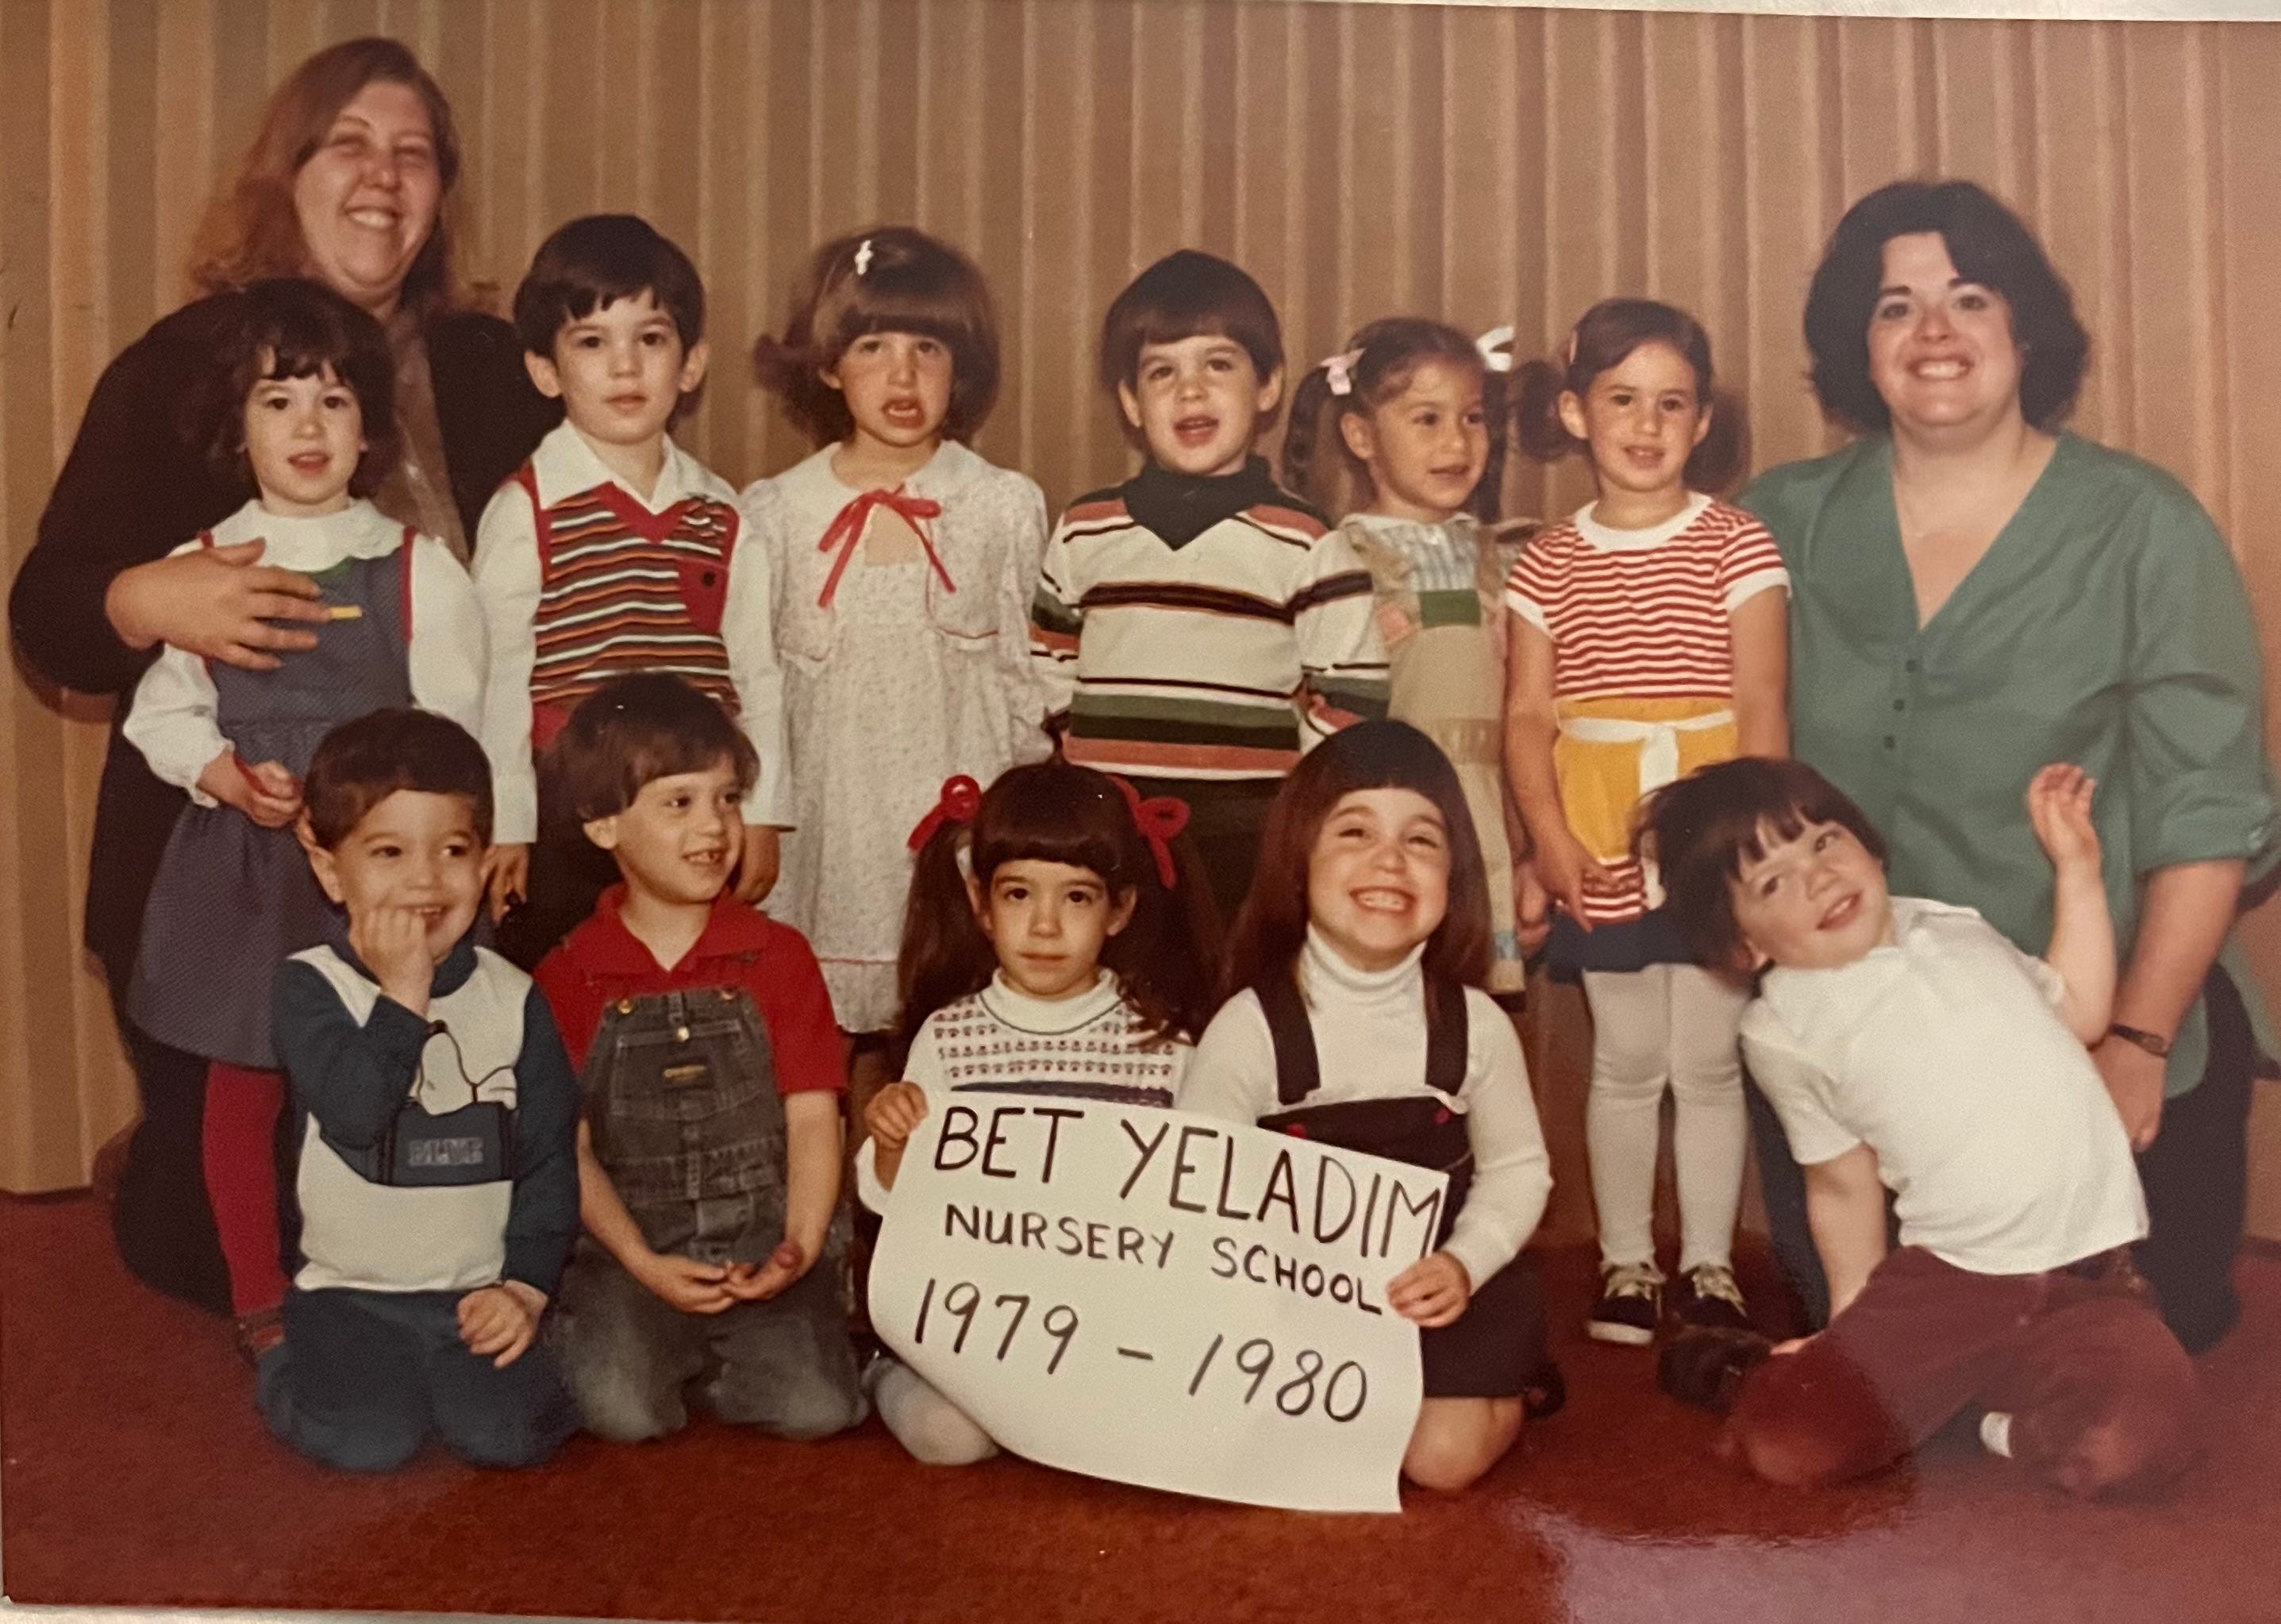 BET YELADIM
NURSERY SCHOOL
1979 - 1980